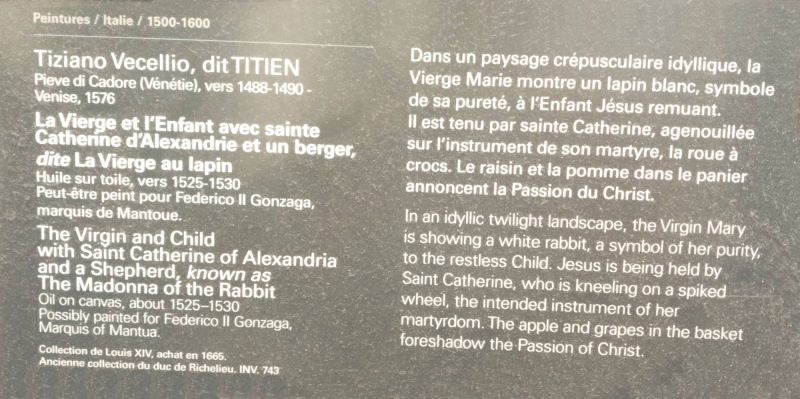 Peintures / Italie / 1500-1600
Tiziano Vecellio, dit TITIEN
Pieve di Cadore (Vénétie), vers 1488-1490 -
Venise, 1576
La Vierge et l'Enfant avec sainte
Catherine d'Alexandrie et un berger,
dite La Vierge au lapin
Huile sur toile, vers 1525-1530
Peut-être peint pour Federico II Gonzaga,
marquis de Mantoue.
The Virgin and Child
with Saint Catherine of Alexandria
and a Shepherd, known as
The Madonna of the Rabbit
Oil on canvas, about 1525–1530
Possibly painted for Federico II Gonzaga,
Marquis of Mantua.
Collection de Louis XIV, achat en 1665.
Ancienne collection du duc de Richelieu. INV. 743
Dans un paysage crépusculaire idyllique, la
Vierge Marie montre un lapin blanc, symbole
de sa pureté, à l'Enfant Jésus remuant.
Il est tenu par sainte Catherine, agenouillée
sur l'instrument de son martyre, la roue à
crocs. Le raisin et la pomme dans le panier
annoncent la Passion du Christ.
In an idyllic twilight landscape, the Virgin Mary
is showing a white rabbit, a symbol of her purity,
to the restless Child. Jesus is being held by
Saint Catherine, who is kneeling on a spiked
wheel, the intended instrument of her
martyrdom. The apple and grapes in the basket
foreshadow the Passion of Christ.